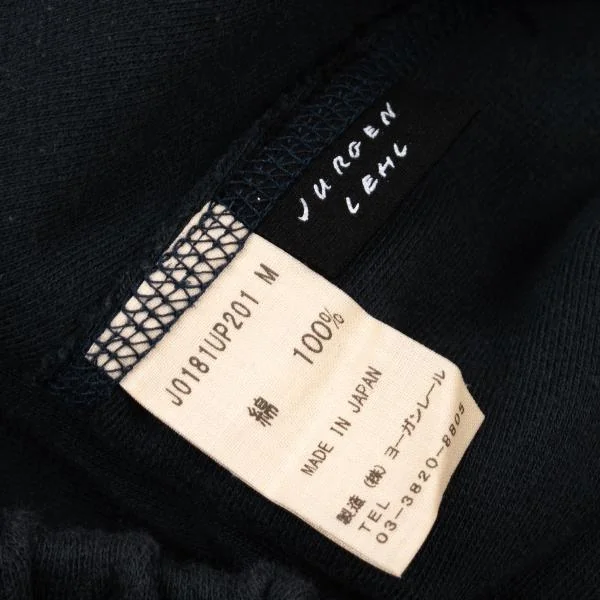 JURGEN
LEHL
J0181UP201 M
綿 100%
MADE IN JAPAN
製造 (株) ヨーガンレール
TEL
03-3820-8805